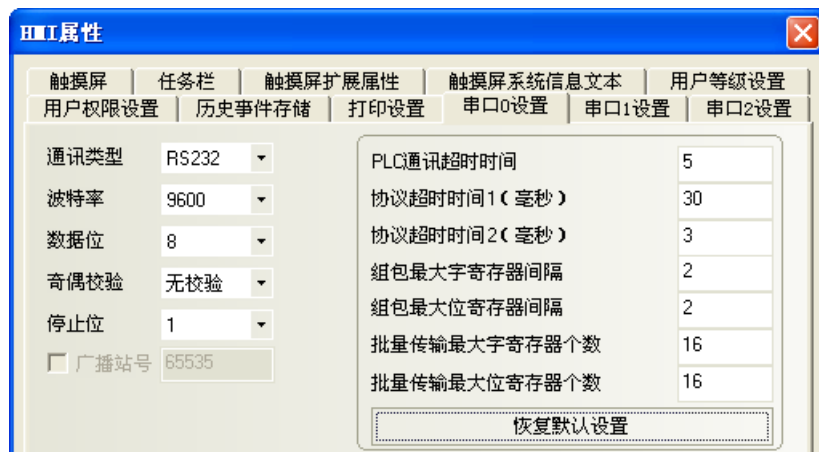 HMI属性
触摸屏 任务栏 触摸屏扩展属性 触摸屏系统信息文本 用户等级设置
用户权限设置 历史事件存储 打印设置 串口0设置 串口1设置 串口2设置
通讯类型 RS232
波特率 9600
数据位 8
奇偶校验 无校验
停止位 1
广播站号 65535
PLC通讯超时时间 5
协议超时时间1(毫秒) 30
协议超时时间2(毫秒) 3
组包最大字寄存器间隔 2
组包最大位寄存器间隔 2
批量传输最大字寄存器个数 16
批量传输最大位寄存器个数 16
恢复默认设置